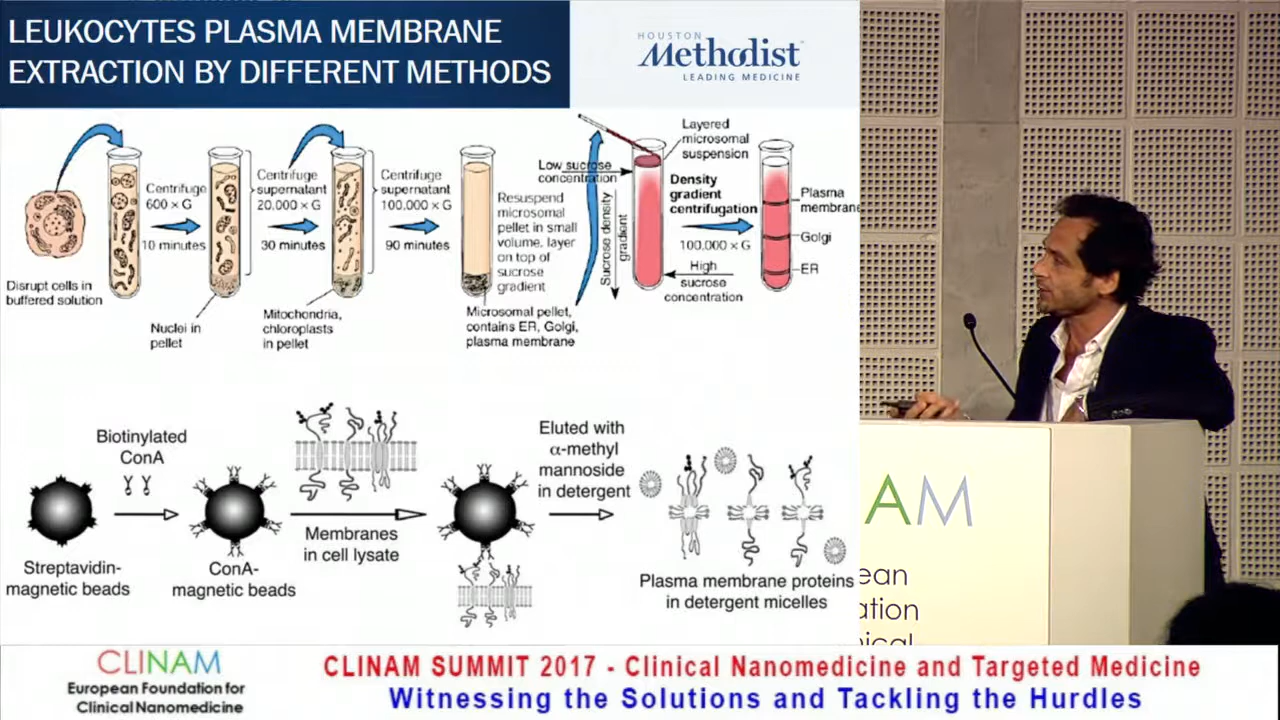 LEUKOCYTES PLASMA MEMBRANE
EXTRACTION BY DIFFERENT METHODS
HOUSTON
Methodist
LEADING MEDICINE
Disrupt cells in
buffered solution
Centrifuge
600 × G
10 minutes
Nuclei in
pellet
Centrifuge
supernatant
20.000 × G
30 minutes
Mitochondria,
chloroplasts
in pellet
Centrifuge
supernatant
100.000 × G
90 minutes
Resuspend
microsomal
pellet in small
volume, layer
on top of
sucrose
gradient
Microsomal pellet,
contains ER, Golgi,
plasma membrane
Low sucrose
concentration
Sucrose density
gradient
Layered
microsomal
suspension
Density
gradient
centrifugation
100.000 × G
High
sucrose
concentration
Plasma
membrane
Golgi
ER
Streptavidin-
magnetic beads
Biotinylated
ConA
ConA-
magnetic beads
Membranes
in cell lysate
Eluted with
α-methyl
mannoside
in detergent
Plasma membrane proteins
in detergent micelles
AM
ean
ation
ical
CLINAM
European Foundation for
Clinical Nanomedicine
CLINAM SUMMIT 2017 - Clinical Nanomedicine and Targeted Medicine
Witnessing the Solutions and Tackling the Hurdles